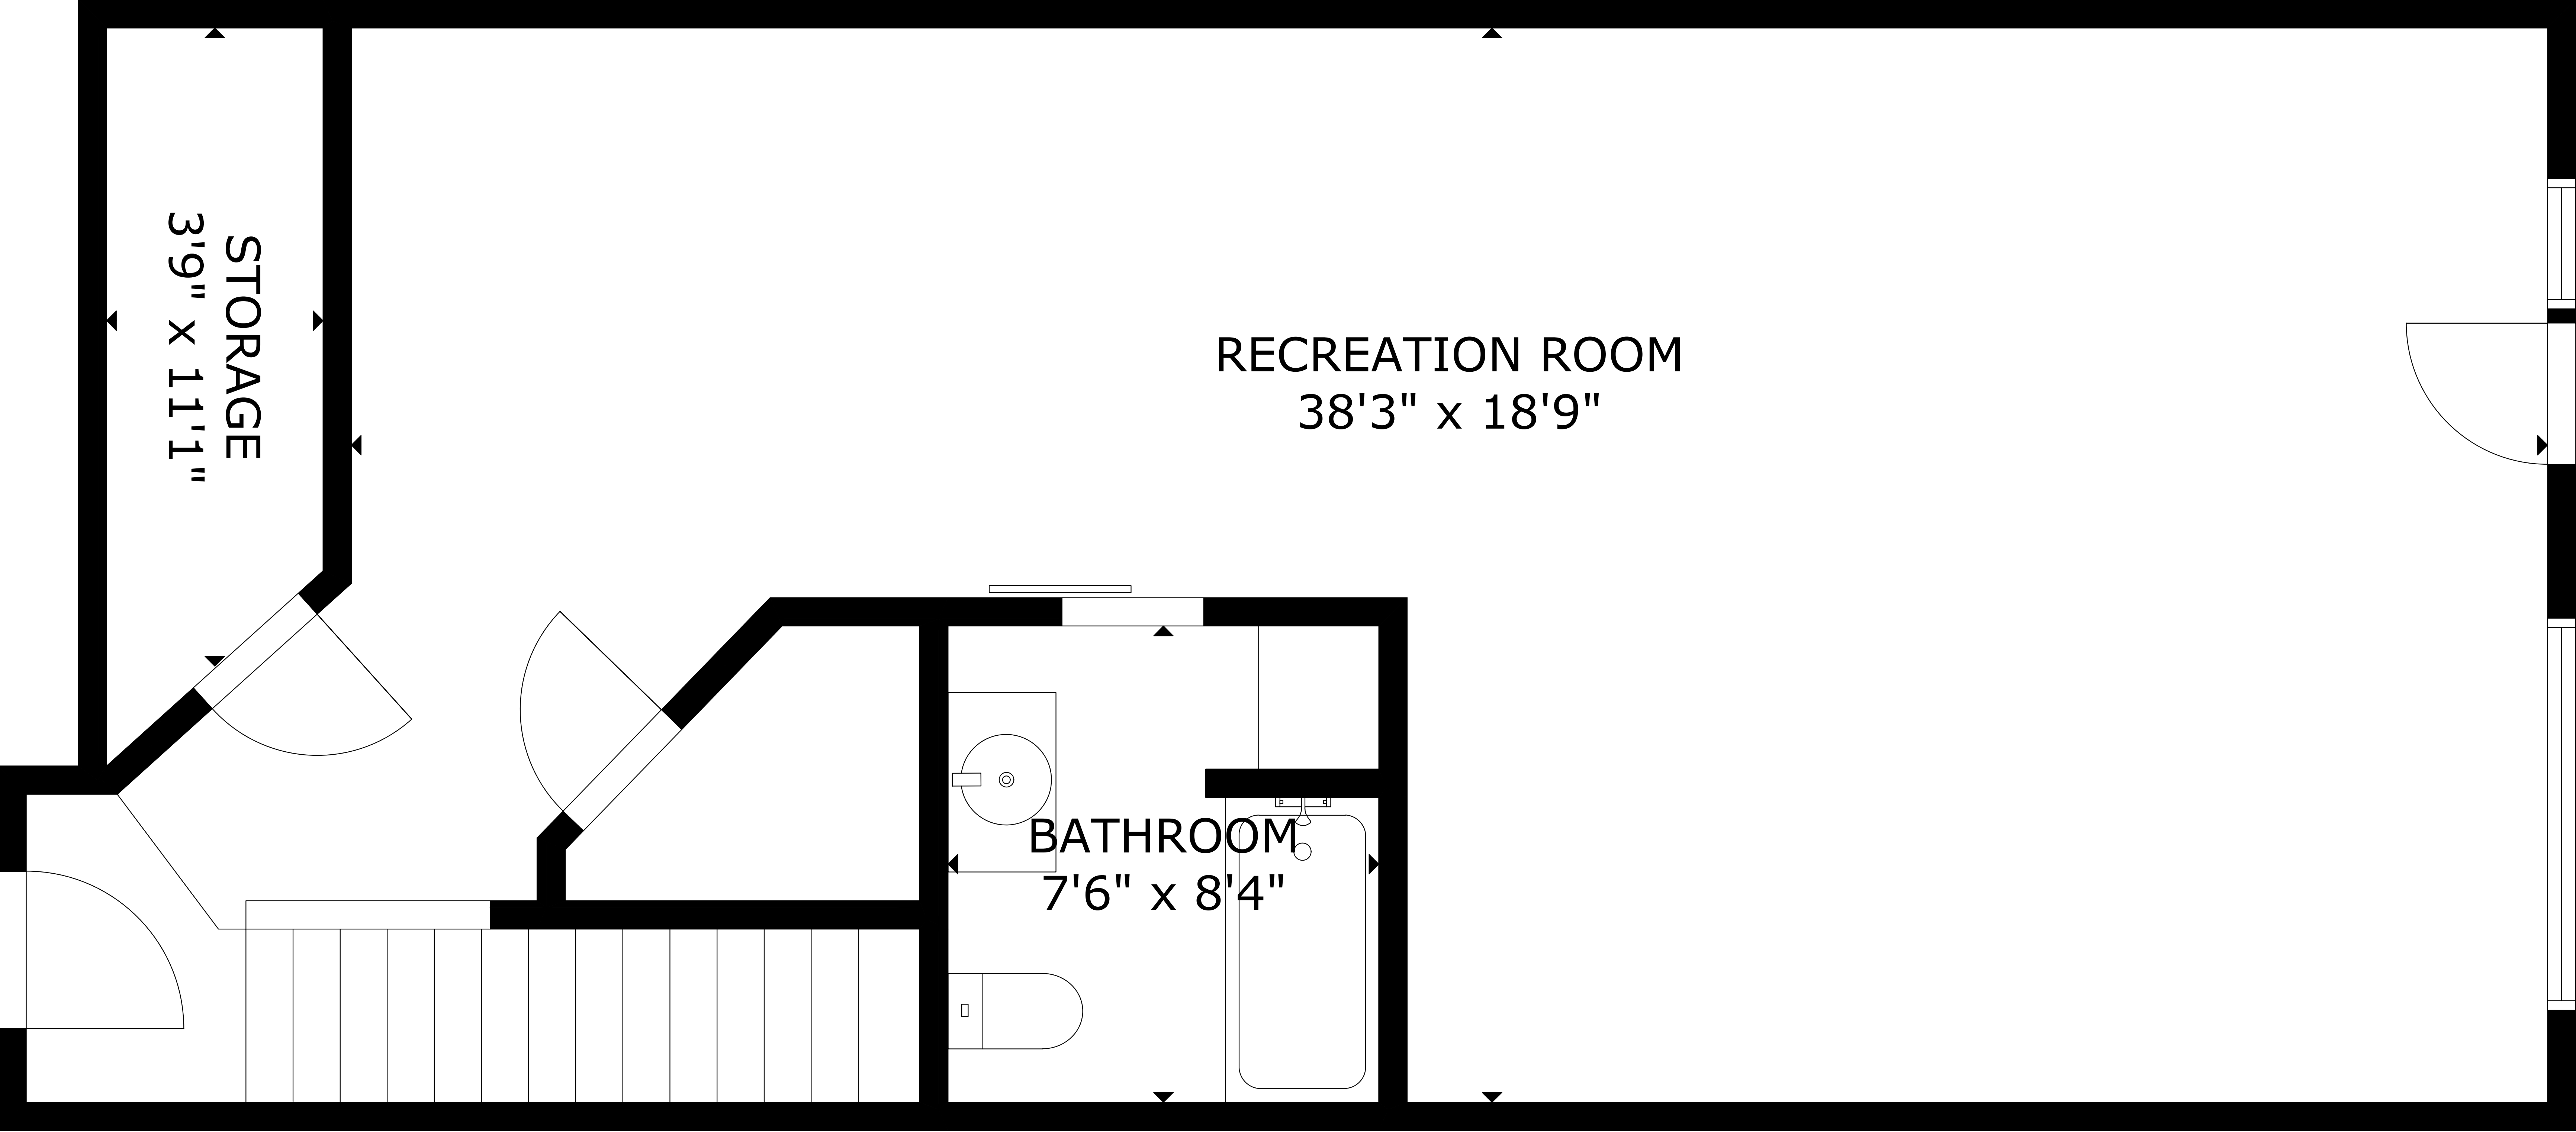 STORAGE
3'9" x 11'1"
RECREATION ROOM
38'3" x 18'9"
BATHROOM
7'6" x 8'4"